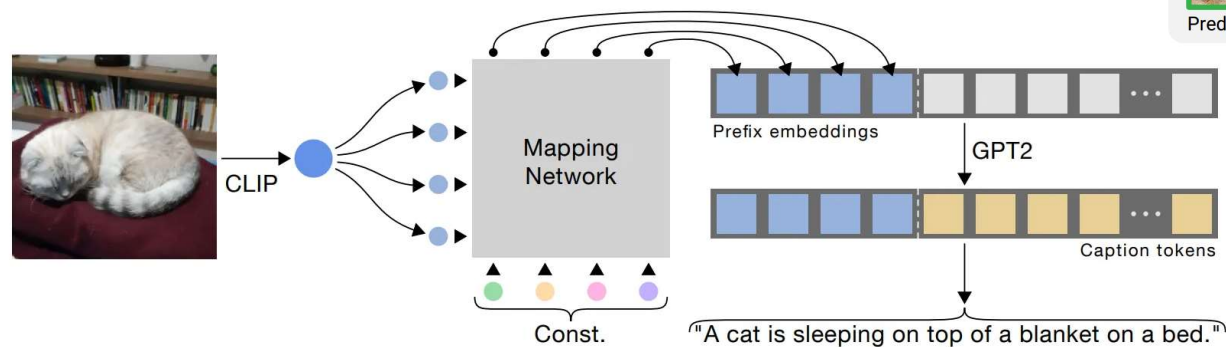 Pred
CLIP
Mapping
Network
Const.
Prefix embeddings
GPT2
Caption tokens
"A cat is sleeping on top of a blanket on a bed."